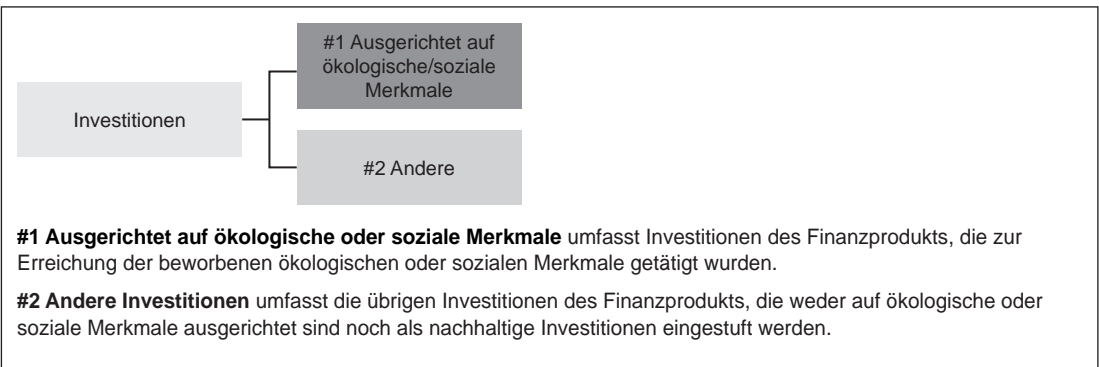 #1 Ausgerichtet auf
ökologische/soziale
Merkmale
Investitionen
#2 Andere
#1 Ausgerichtet auf ökologische oder soziale Merkmale umfasst Investitionen des Finanzprodukts, die zur
Erreichung der beworbenen ökologischen oder sozialen Merkmale getätigt wurden.
#2 Andere Investitionen umfasst die übrigen Investitionen des Finanzprodukts, die weder auf ökologische oder
soziale Merkmale ausgerichtet sind noch als nachhaltige Investitionen eingestuft werden.